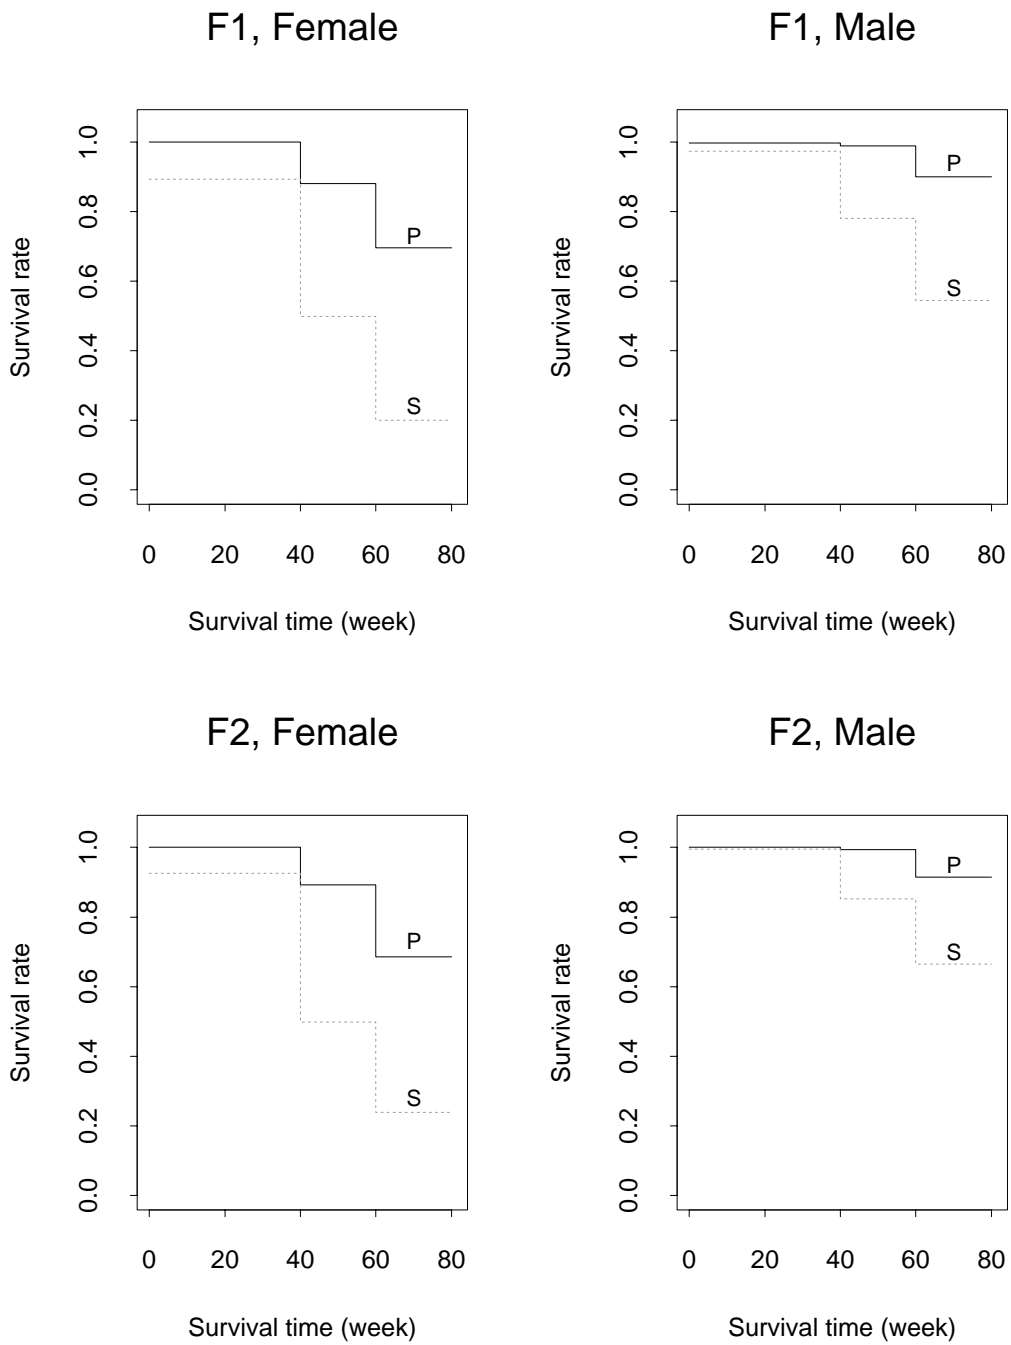 F1, Female
F1, Male
Survival rate
1.0
0.8
0.6
0.4
0.2
0.0
P
S
0 20 40 60 80
Survival time (week)
Survival rate
1.0
0.8
0.6
0.4
0.2
0.0
P
S
0 20 40 60 80
Survival time (week)
F2, Female
F2, Male
Survival rate
1.0
0.8
0.6
0.4
0.2
0.0
P
S
0 20 40 60 80
Survival time (week)
Survival rate
1.0
0.8
0.6
0.4
0.2
0.0
P
S
0 20 40 60 80
Survival time (week)